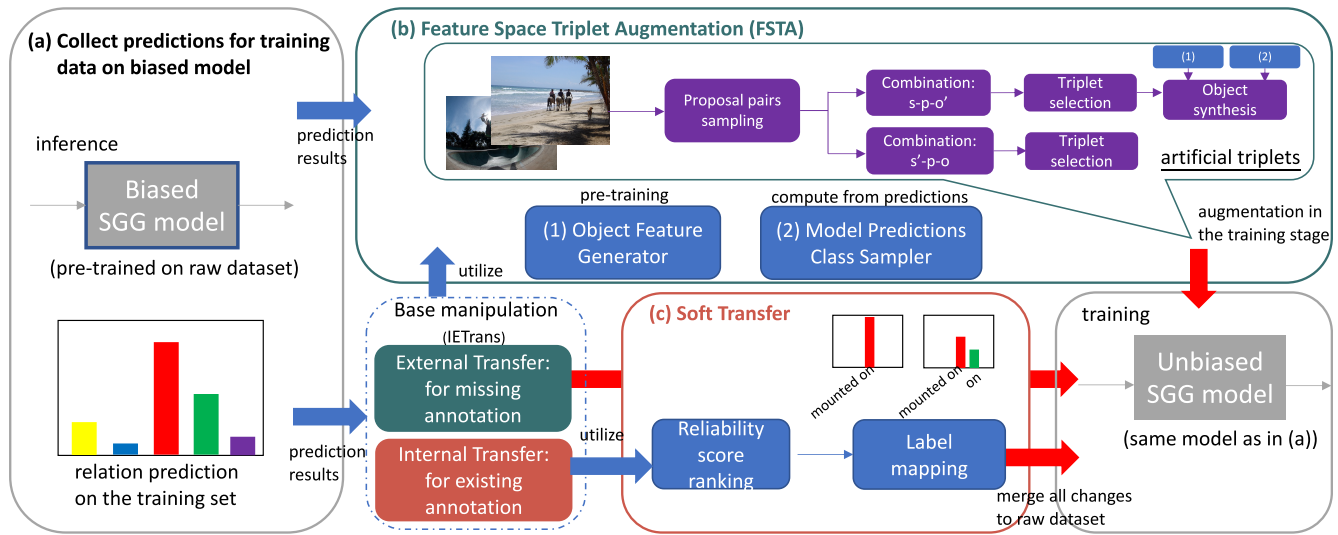 (a) Collect predictions for training
data on biased model
inference
Biased
SGG model
(pre-trained on raw dataset)
relation prediction
on the training set
prediction
results
prediction
results
(b) Feature Space Triplet Augmentation (FSTA)
Proposal pairs
sampling
Combination:
s-p-o’
Triplet
selection
(1)
(2)
Object
synthesis
Combination:
s’-p-o
Triplet
selection
artificial triplets
pre-training
(1) Object Feature
Generator
compute from predictions
(2) Model Predictions
Class Sampler
augmentation in
the training stage
utilize
Base manipulation
(IETrans)
External Transfer:
for missing
annotation
Internal Transfer:
for existing
annotation
utilize
(c) Soft Transfer
mounted on
mounted on
on
Reliability
score
ranking
Label
mapping
merge all changes
to raw dataset
training
Unbiased
SGG model
(same model as in (a))